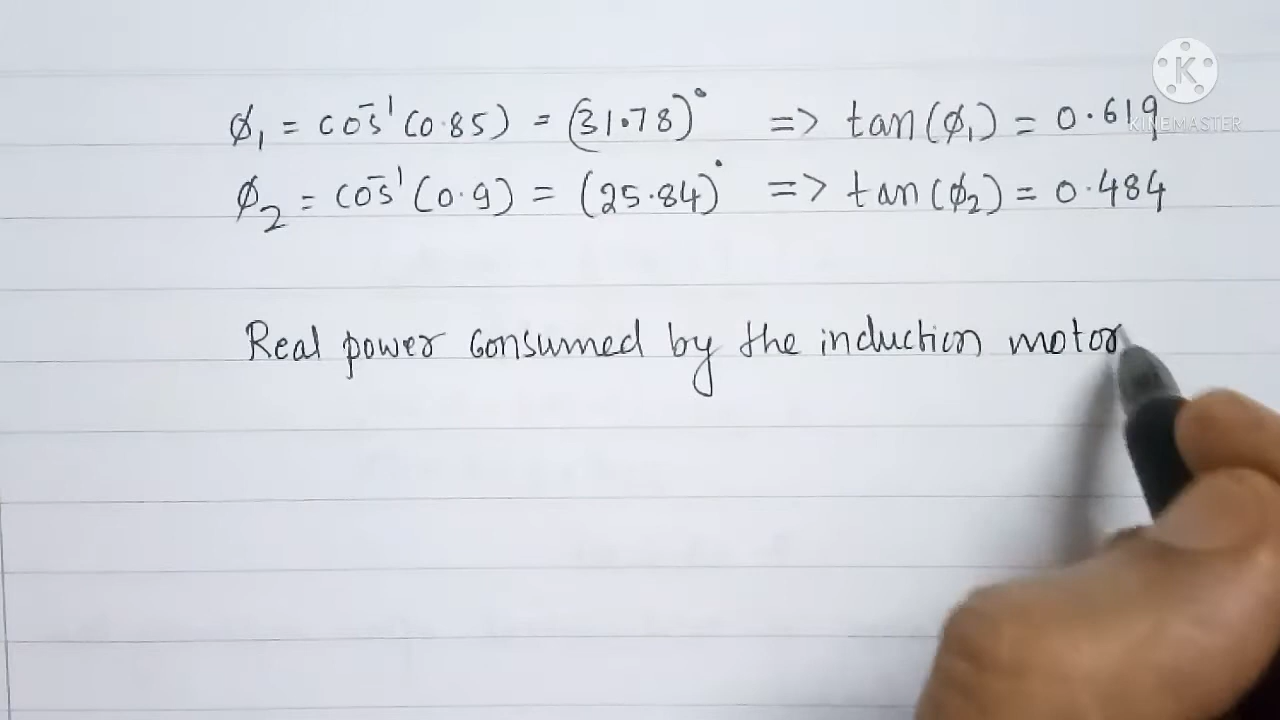 ϕ₁ = cos⁻¹(0.85) = (31.78)° => tan(ϕ₁) = 0.619
ϕ₂ = cos⁻¹(0.9) = (25.84)° => tan(ϕ₂) = 0.484
Real power consumed by the induction motor
K
KINEMASTER